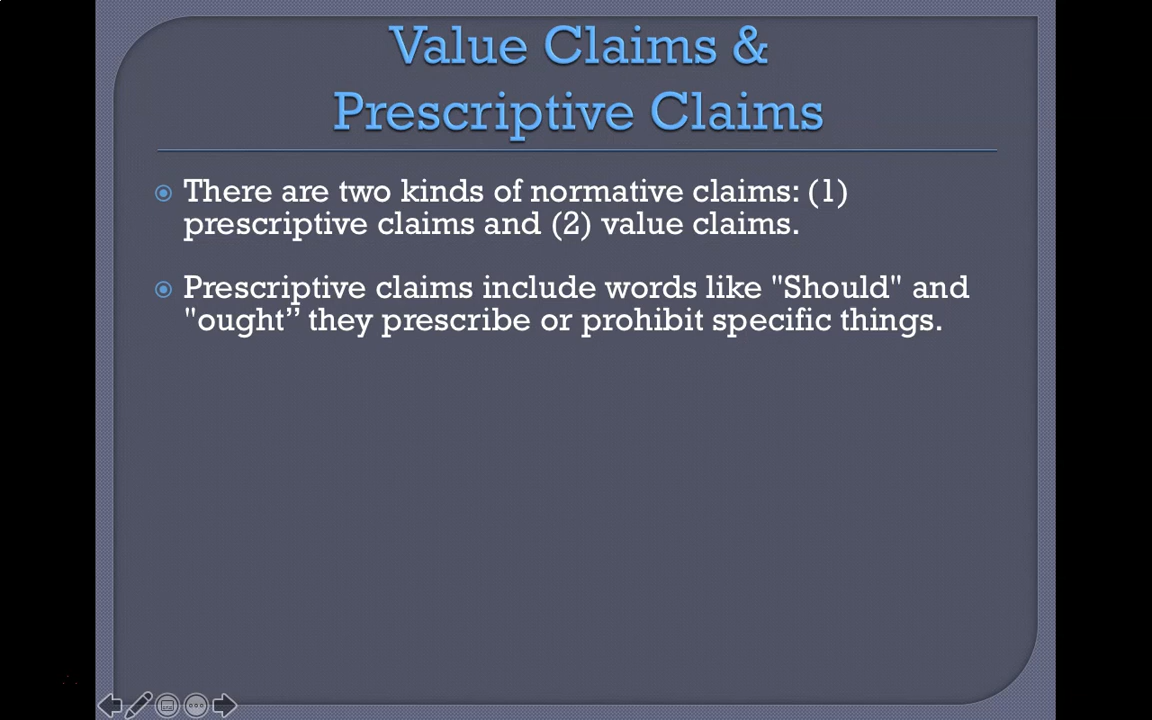 Value Claims &
Prescriptive Claims
There are two kinds of normative claims: (1)
prescriptive claims and (2) value claims.
Prescriptive claims include words like "Should" and
"ought” they prescribe or prohibit specific things.